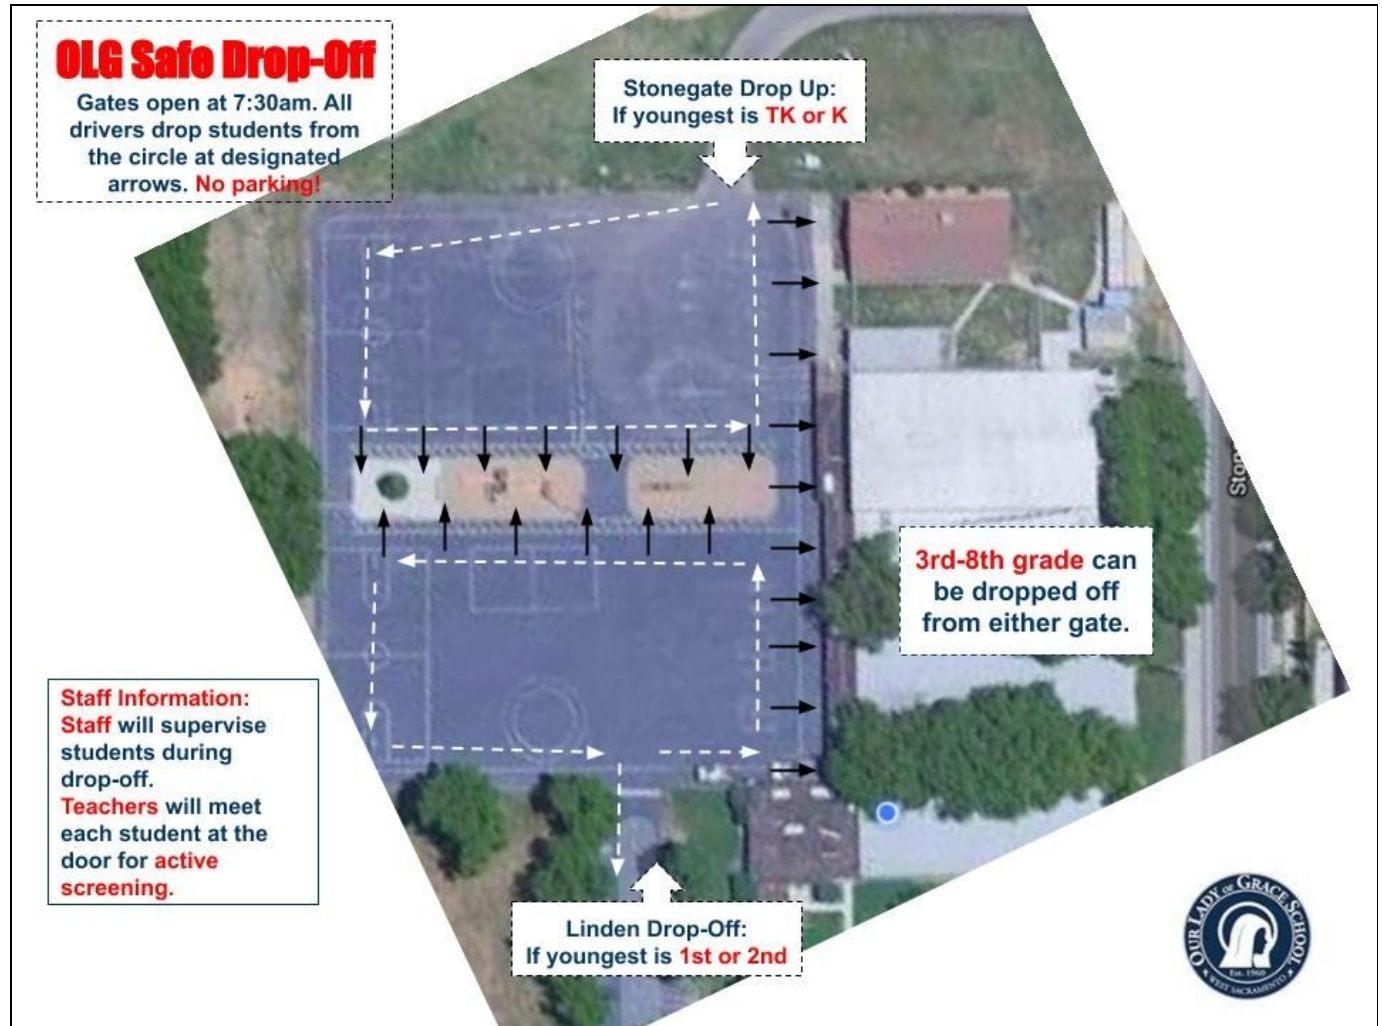 OLG Safe Drop-Off
Gates open at 7:30am. All
drivers drop students from
the circle at designated
arrows. No parking!
Stonegate Drop Up:
If youngest is TK or K
3rd-8th grade can
be dropped off
from either gate.
Staff Information:
Staff will supervise
students during
drop-off.
Teachers will meet
each student at the
door for active
screening.
Linden Drop-Off:
If youngest is 1st or 2nd
OUR LADY OF GRACE SCHOOL
Est. 1960
WEST SACRAMENTO